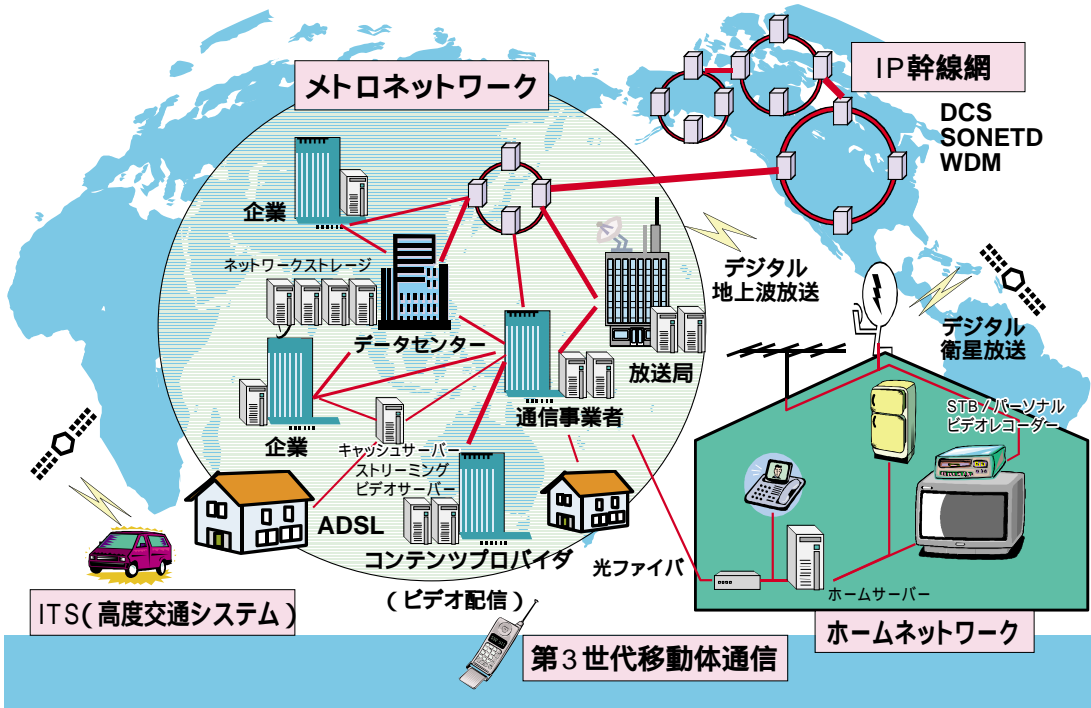 メトロネットワーク
IP幹線網
DCS
SONETD
WDM
企業
ネットワークストレージ
データセンター
デジタル
地上波放送
デジタル
衛星放送
放送局
企業
通信事業者
キャッシュサーバー
ストリーミング
ビデオサーバー
STB/パーソナル
ビデオレコーダー
ADSL
コンテンツプロバイダ
(ビデオ配信)
光ファイバ
ホームサーバー
ITS(高度交通システム)
ホームネットワーク
第3世代移動体通信